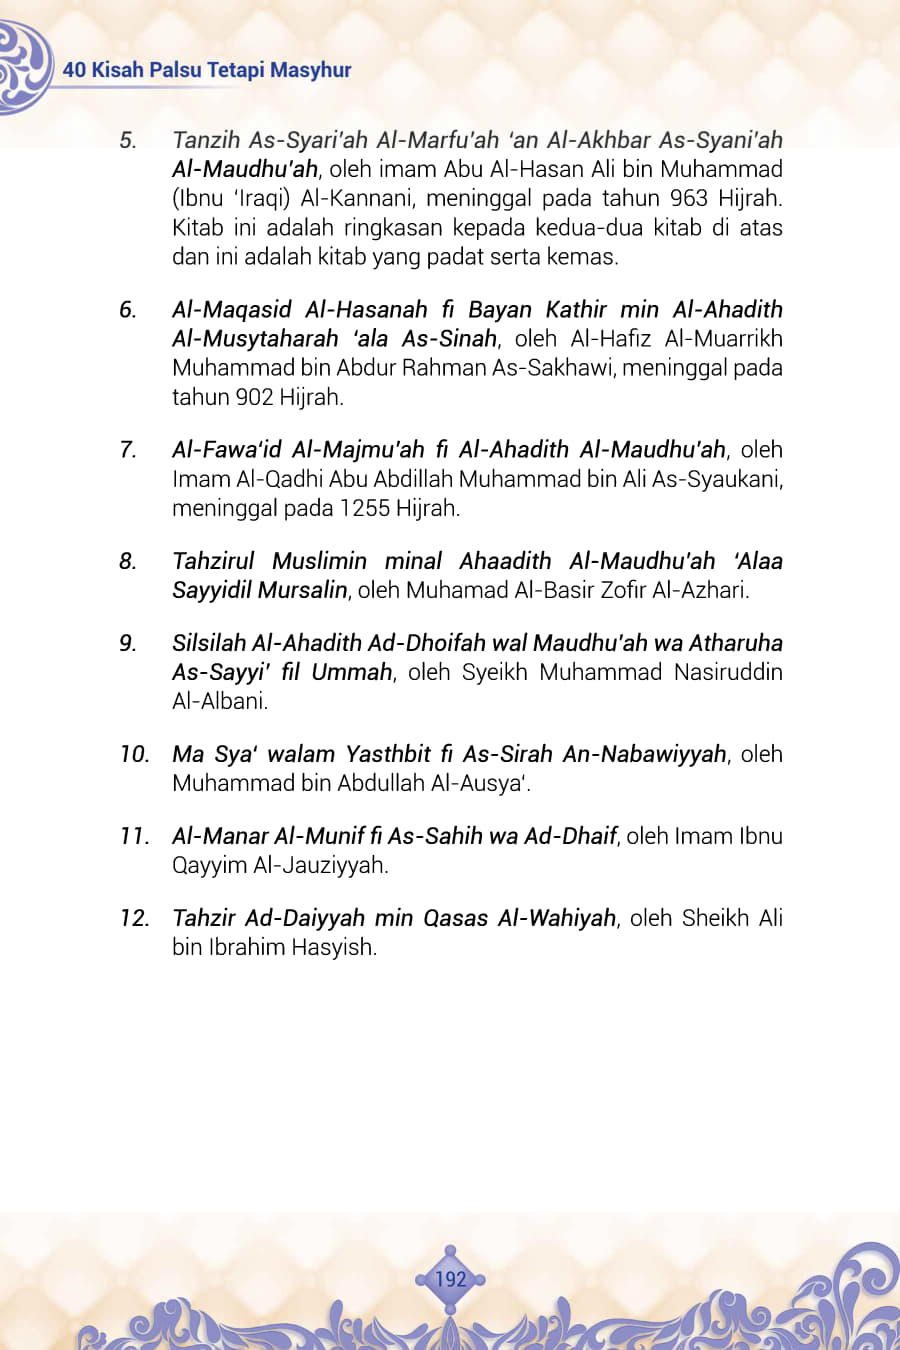 40 Kisah Palsu Tetapi Masyhur
5. Tanzih As-Syari'ah Al-Marfu'ah ‘an Al-Akhbar As-Syani'ah
Al-Maudhu'ah, oleh imam Abu Al-Hasan Ali bin Muhammad
(Ibnu ‘Iraqi) Al-Kannani, meninggal pada tahun 963 Hijrah.
Kitab ini adalah ringkasan kepada kedua-dua kitab di atas
dan ini adalah kitab yang padat serta kemas.
6. Al-Maqasid Al-Hasanah fi Bayan Kathir min Al-Ahadith
Al-Musytaharah ‘ala As-Sinah, oleh Al-Hafiz Al-Muarrikh
Muhammad bin Abdur Rahman As-Sakhawi, meninggal pada
tahun 902 Hijrah.
7. Al-Fawa‘id Al-Majmu'ah fi Al-Ahadith Al-Maudhu'ah, oleh
Imam Al-Qadhi Abu Abdillah Muhammad bin Ali As-Syaukani,
meninggal pada 1255 Hijrah.
8. Tahzirul Muslimin minal Ahaadith Al-Maudhu'ah ‘Alaa
Sayyidil Mursalin, oleh Muhamad Al-Basir Zofir Al-Azhari.
9. Silsilah Al-Ahadith Ad-Dhoifah wal Maudhu'ah wa Atharuha
As-Sayyi' fil Ummah, oleh Syeikh Muhammad Nasiruddin
Al-Albani.
10. Ma Sya‘ walam Yasthbit fi As-Sirah An-Nabawiyyah, oleh
Muhammad bin Abdullah Al-Ausya‘.
11. Al-Manar Al-Munif fi As-Sahih wa Ad-Dhaif, oleh Imam Ibnu
Qayyim Al-Jauziyyah.
12. Tahzir Ad-Daiyyah min Qasas Al-Wahiyah, oleh Sheikh Ali
bin Ibrahim Hasyish.
192